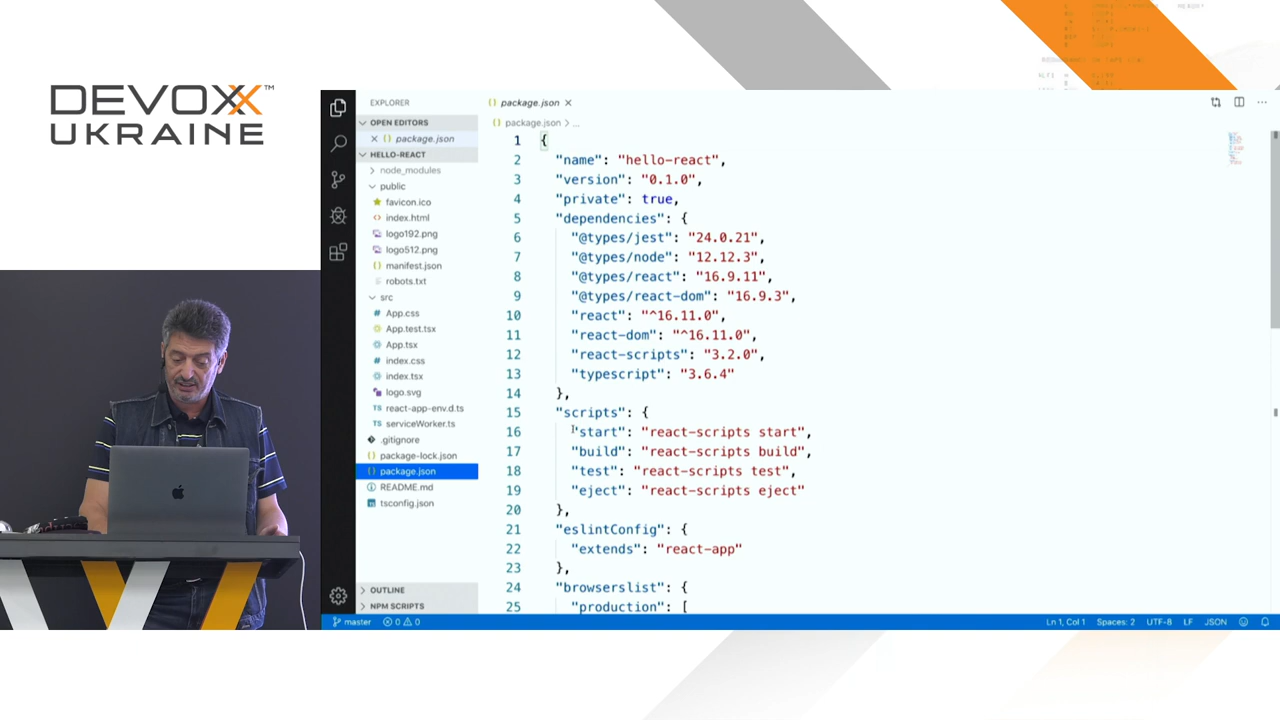 DEVOXX™
UKRAINE
EXPLORER
OPEN EDITORS
package.json
HELLO-REACT
node_modules
public
favicon.ico
index.html
logo192.png
logo512.png
manifest.json
robots.txt
src
App.css
App.test.tsx
App.tsx
index.css
index.tsx
logo.svg
TS react-app-env.d.ts
TS serviceWorker.ts
.gitignore
package-lock.json
package.json
README.md
tsconfig.json
OUTLINE
NPM SCRIPTS
{} package.json ×
{} package.json > ...
1 {
2 "name": "hello-react",
3 "version": "0.1.0",
4 "private": true,
5 "dependencies": {
6 "@types/jest": "24.0.21",
7 "@types/node": "12.12.3",
8 "@types/react": "16.9.11",
9 "@types/react-dom": "16.9.3",
10 "react": "^16.11.0",
11 "react-dom": "^16.11.0",
12 "react-scripts": "3.2.0",
13 "typescript": "3.6.4"
14 },
15 "scripts": {
16 "start": "react-scripts start",
17 "build": "react-scripts build",
18 "test": "react-scripts test",
19 "eject": "react-scripts eject"
20 },
21 "eslintConfig": {
22 "extends": "react-app"
23 },
24 "browserslist": {
25 "production": [
master 0 0 Ln 1, Col 1 Spaces: 2 UTF-8 LF JSON